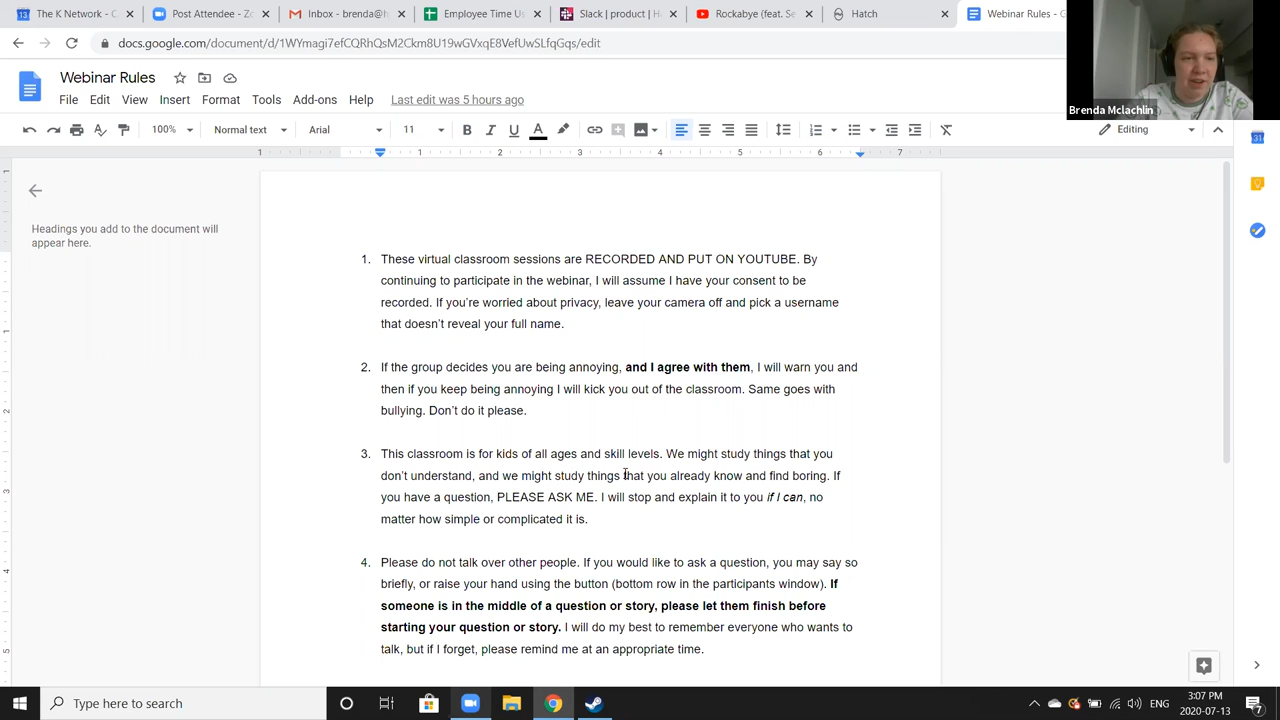 The K Network - G
Post Attendee - Zo
Inbox - brenda@h
Employee Time U
Slack | product | H
Rockabye (feat. Se
Hatch
Webinar Rules - G
docs.google.com/document/d/1WYmagi7efCQRhQsM2Ckm8U19wGVxqE8VefUwSLfqGqs/edit
Webinar Rules
File Edit View Insert Format Tools Add-ons Help Last edit was 5 hours ago
Brenda Mclachlin
100% Normal text Arial 11 Editing
1 1 2 3 4 5 6 7
Headings you add to the document will
appear here.
1. These virtual classroom sessions are RECORDED AND PUT ON YOUTUBE. By
continuing to participate in the webinar, I will assume I have your consent to be
recorded. If you're worried about privacy, leave your camera off and pick a username
that doesn't reveal your full name.
2. If the group decides you are being annoying, and I agree with them, I will warn you and
then if you keep being annoying I will kick you out of the classroom. Same goes with
bullying. Don't do it please.
3. This classroom is for kids of all ages and skill levels. We might study things that you
don't understand, and we might study things that you already know and find boring. If
you have a question, PLEASE ASK ME. I will stop and explain it to you if I can, no
matter how simple or complicated it is.
4. Please do not talk over other people. If you would like to ask a question, you may say so
briefly, or raise your hand using the button (bottom row in the participants window). If
someone is in the middle of a question or story, please let them finish before
starting your question or story. I will do my best to remember everyone who wants to
talk, but if I forget, please remind me at an appropriate time.
Type here to search
ENG
3:07 PM
2020-07-13
7